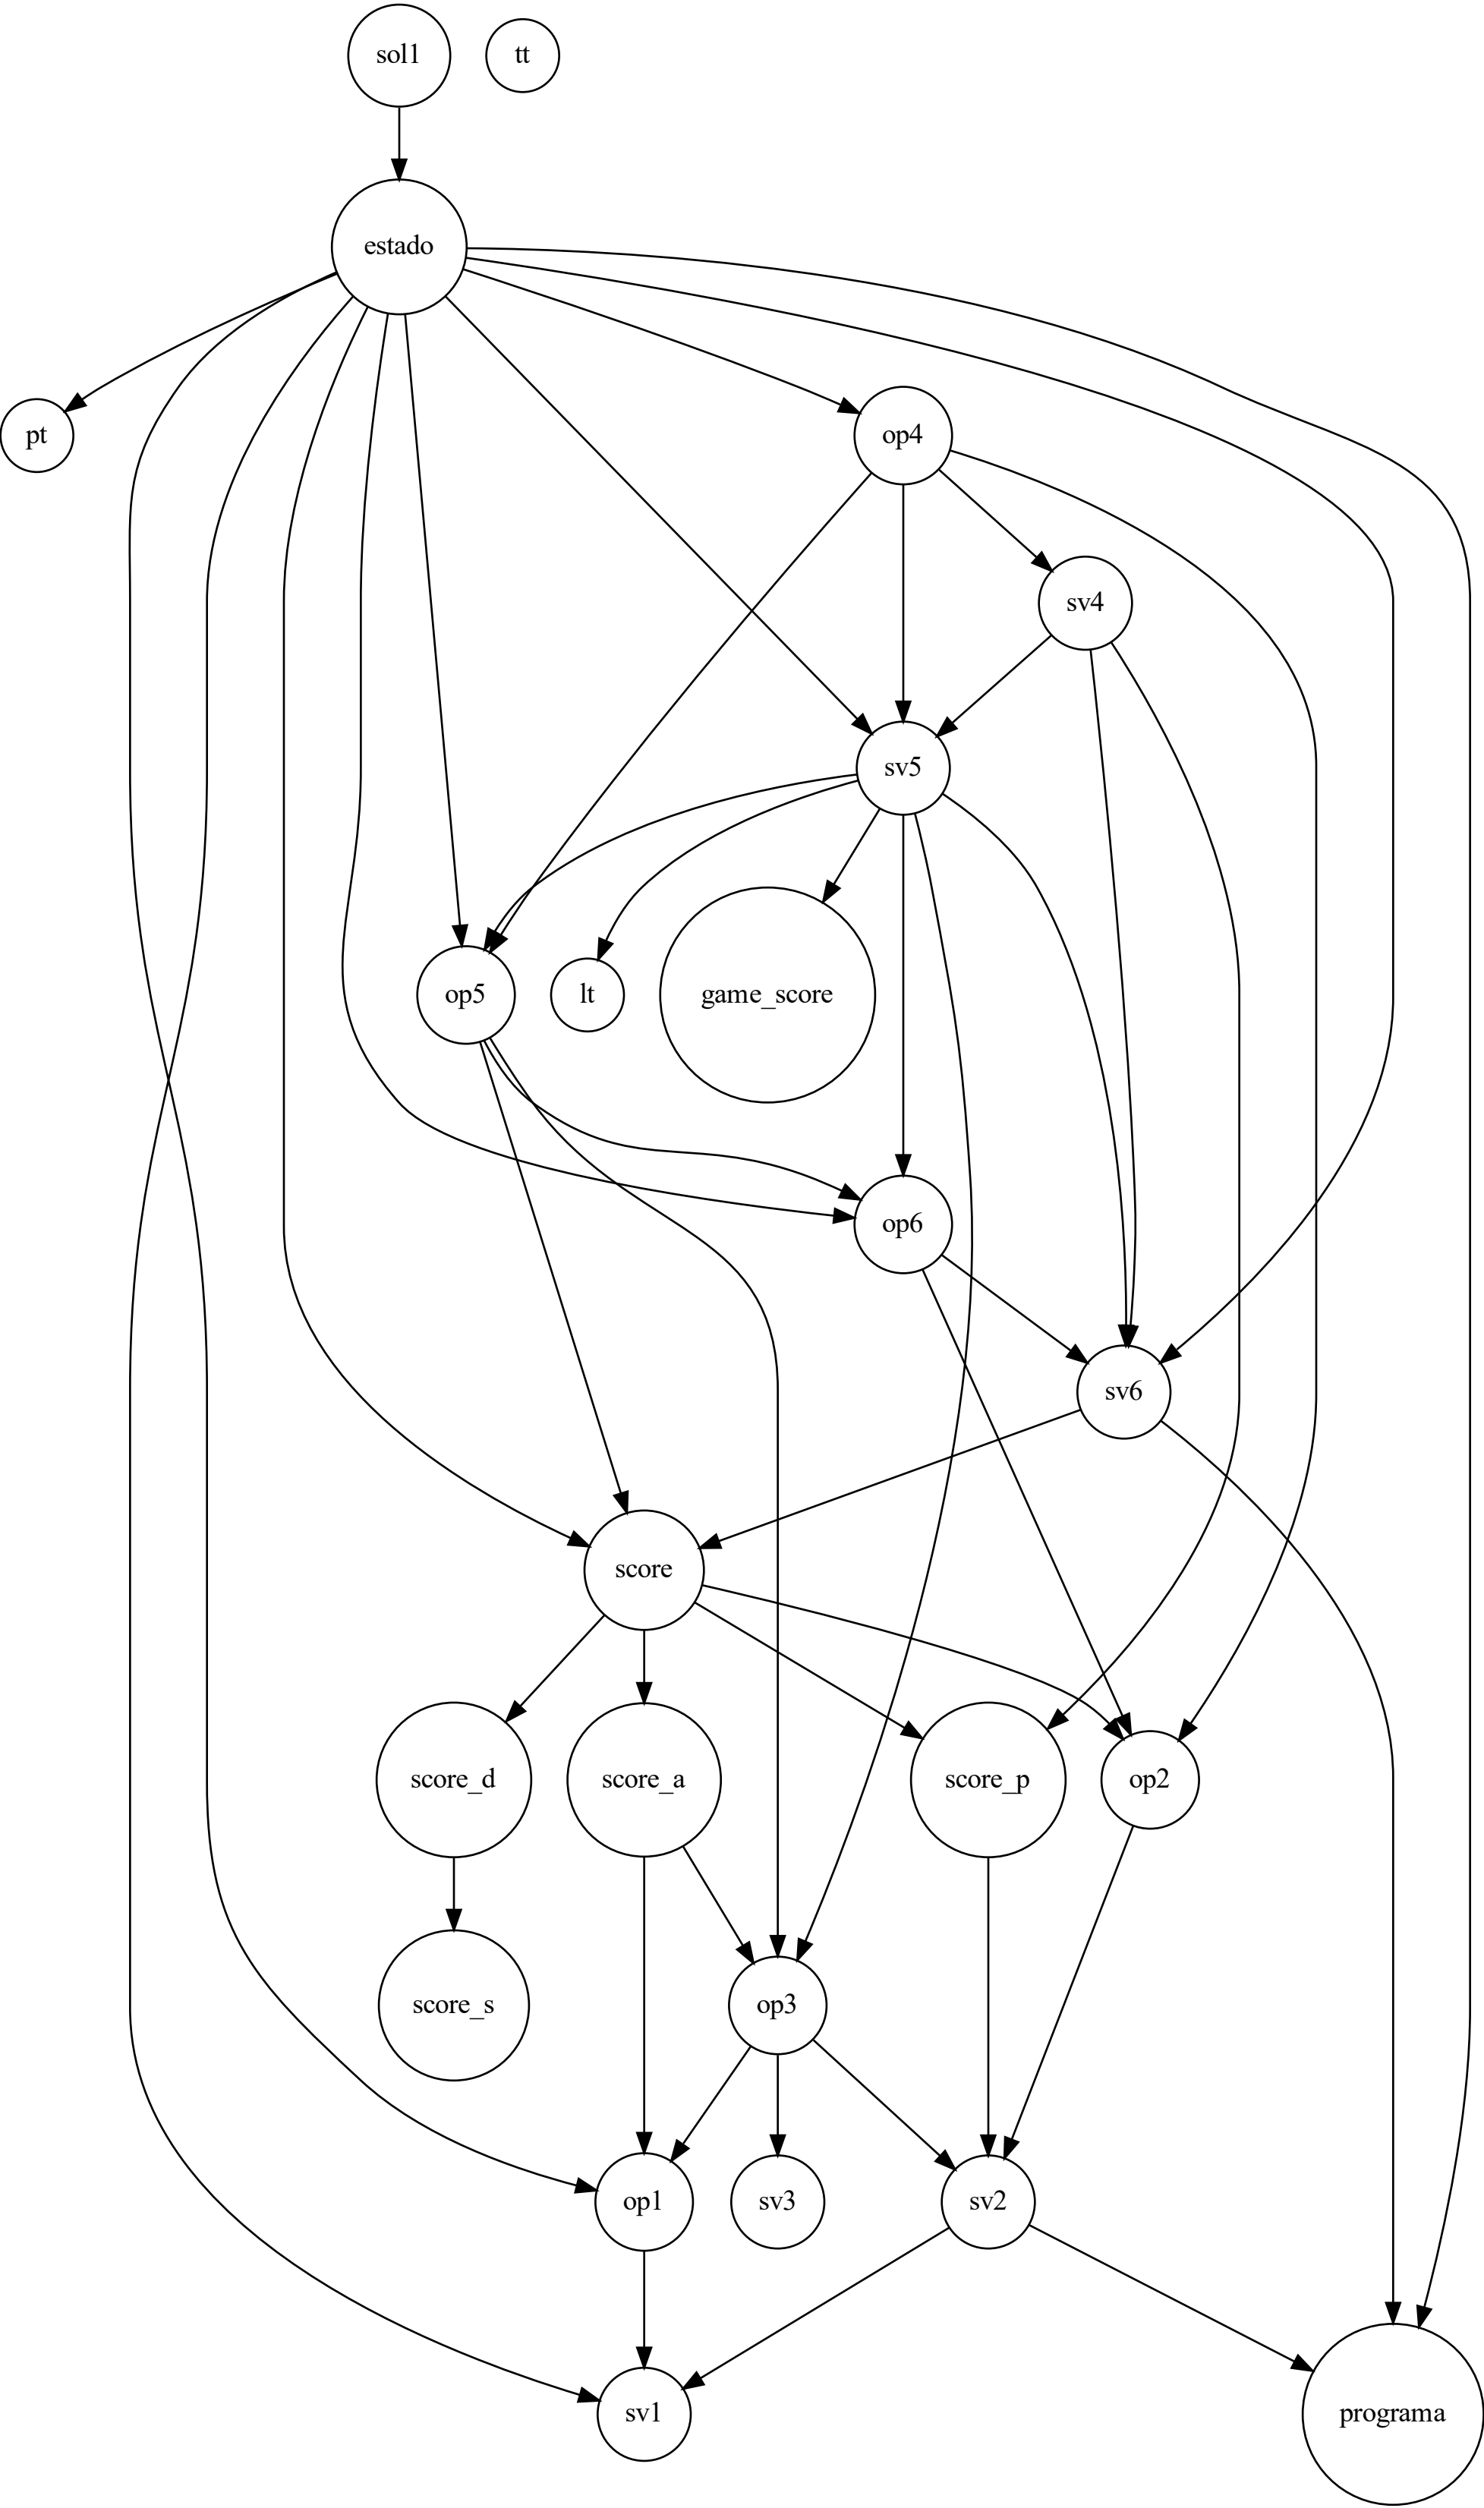 sol1
tt
estado
pt
op4
sv4
sv5
op5
lt
game_score
op6
sv6
score
score_d
score_a
score_p
op2
score_s
op3
op1
sv3
sv2
sv1
programa